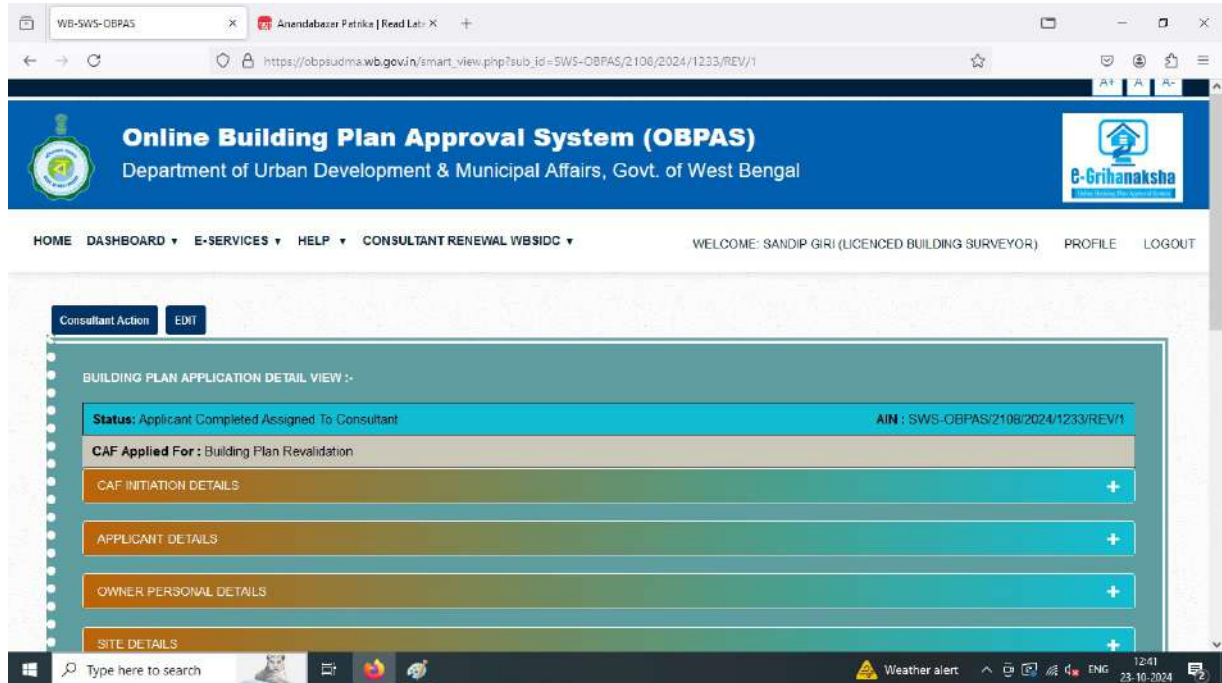 WB-SWS-OBPAS
Anandabazar Patrika | Read Late
https://obpsudma.wb.gov.in/smart_view.php?sub_id=SWS-OBPAS/2108/2024/1233/REV/1
A+ A A-
Online Building Plan Approval System (OBPAS)
Department of Urban Development & Municipal Affairs, Govt. of West Bengal
e-Grihanaksha
HOME DASHBOARD ▾ E-SERVICES ▾ HELP ▾ CONSULTANT RENEWAL WBSIDC ▾ WELCOME: SANDIP GIRI (LICENCED BUILDING SURVEYOR) PROFILE LOGOUT
Consultant Action EDIT
BUILDING PLAN APPLICATION DETAIL VIEW :-
Status: Applicant Completed Assigned To Consultant AIN : SWS-OBPAS/2108/2024/1233/REV/1
CAF Applied For : Building Plan Revalidation
CAF INITIATION DETAILS +
APPLICANT DETAILS +
OWNER PERSONAL DETAILS +
SITE DETAILS +
Type here to search Weather alert ENG 12:41
23-10-2024